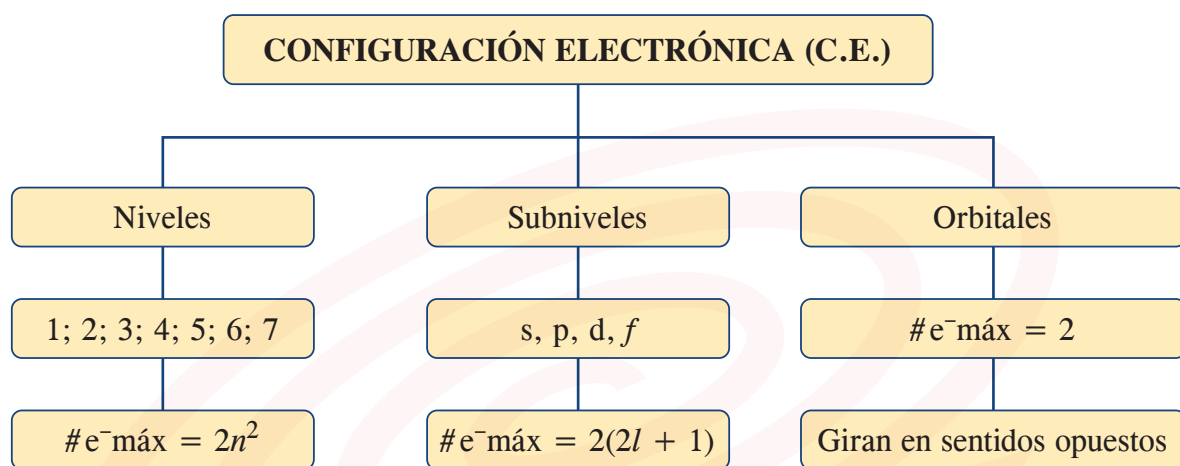 CONFIGURACIÓN ELECTRÓNICA (C.E.)
Niveles
Subniveles
Orbitales
1; 2; 3; 4; 5; 6; 7
s, p, d, f
# e⁻máx = 2
# e⁻máx = 2n²
# e⁻máx = 2(2l + 1)
Giran en sentidos opuestos